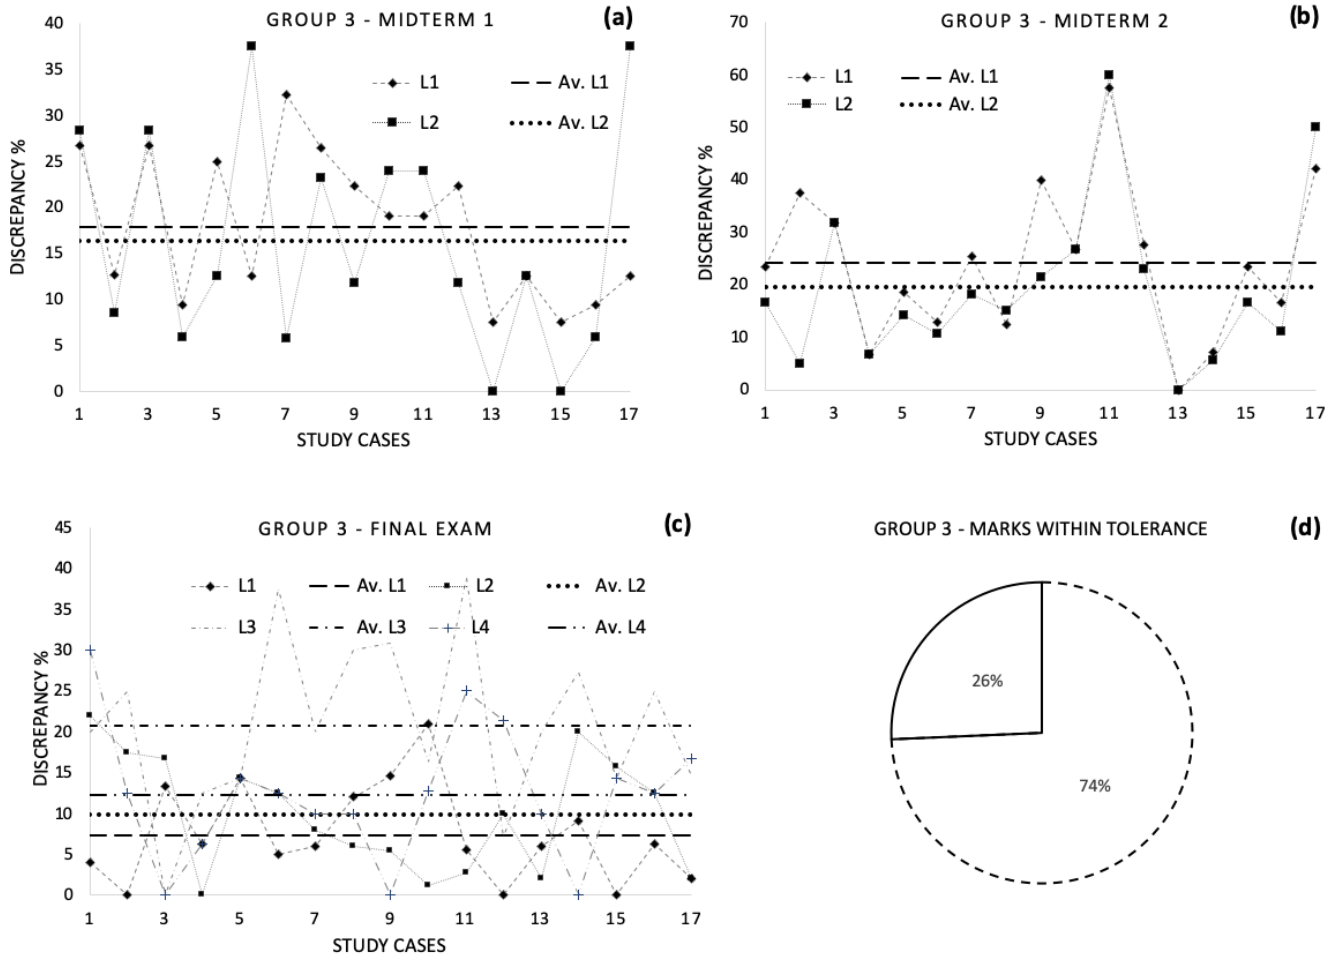 GROUP 3 - MIDTERM 1
(a)
40
35
30
25
20
15
10
5
0
DISCREPANCY %
L1
Av. L1
L2
Av. L2
1 3 5 7 9 11 13 15 17
STUDY CASES
GROUP 3 - MIDTERM 2
(b)
70
60
50
40
30
20
10
0
DISCREPANCY %
L1
Av. L1
L2
Av. L2
1 3 5 7 9 11 13 15 17
STUDY CASES
GROUP 3 - FINAL EXAM
(c)
45
40
35
30
25
20
15
10
5
0
DISCREPANCY %
L1
Av. L1
L2
Av. L2
L3
Av. L3
L4
Av. L4
1 3 5 7 9 11 13 15 17
STUDY CASES
GROUP 3 - MARKS WITHIN TOLERANCE
(d)
26%
74%